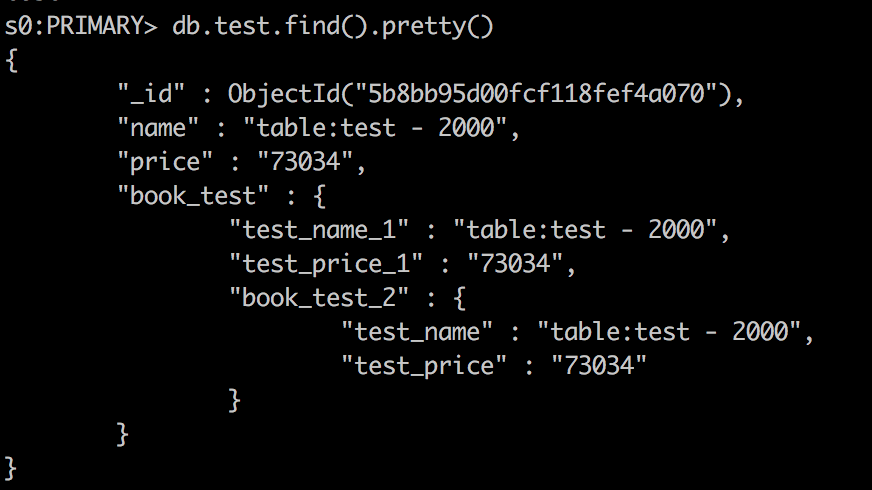 s0:PRIMARY> db.test.find().pretty()
{
"_id" : ObjectId("5b8bb95d00fcf118fef4a070"),
"name" : "table:test - 2000",
"price" : "73034",
"book_test" : {
"test_name_1" : "table:test - 2000",
"test_price_1" : "73034",
"book_test_2" : {
"test_name" : "table:test - 2000",
"test_price" : "73034"
}
}
}